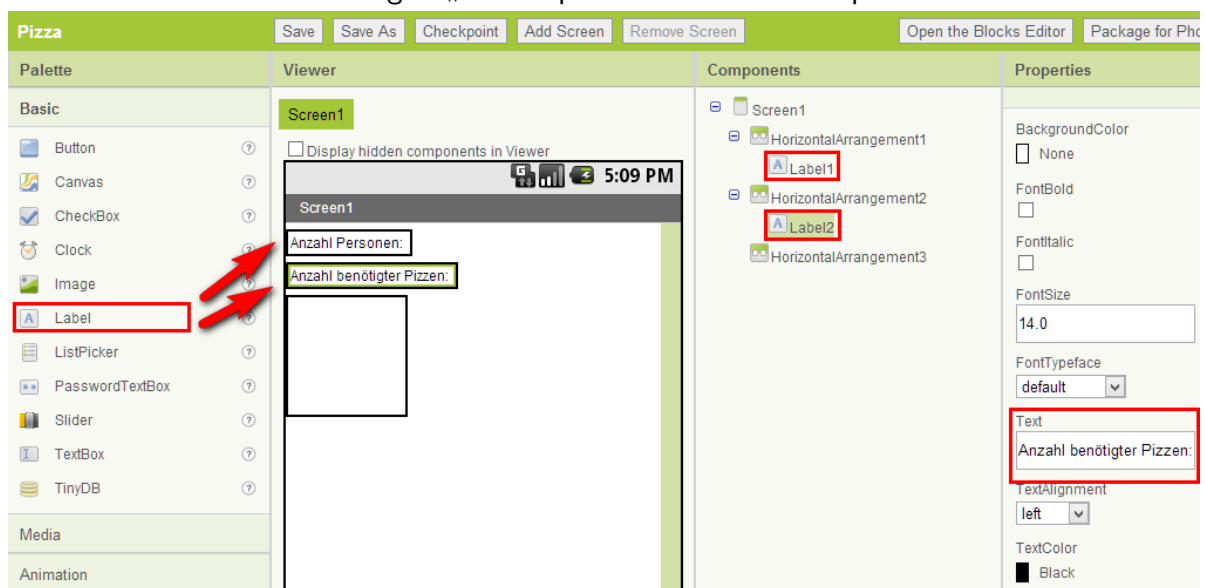 Pizza
Save Save As Checkpoint Add Screen Remove Screen Open the Blocks Editor Package for Pho
Palette
Basic
Button
Canvas
CheckBox
Clock
Image
Label
ListPicker
PasswordTextBox
Slider
TextBox
TinyDB
Media
Animation
Viewer
Screen1
Display hidden components in Viewer
5:09 PM
Screen1
Anzahl Personen:
Anzahl benötigter Pizzen:
Components
Screen1
HorizontalArrangement1
Label1
HorizontalArrangement2
Label2
HorizontalArrangement3
Properties
BackgroundColor
None
FontBold
FontItalic
FontSize
14.0
FontTypeface
default
Text
Anzahl benötigter Pizzen:
TextAlignment
left
TextColor
Black